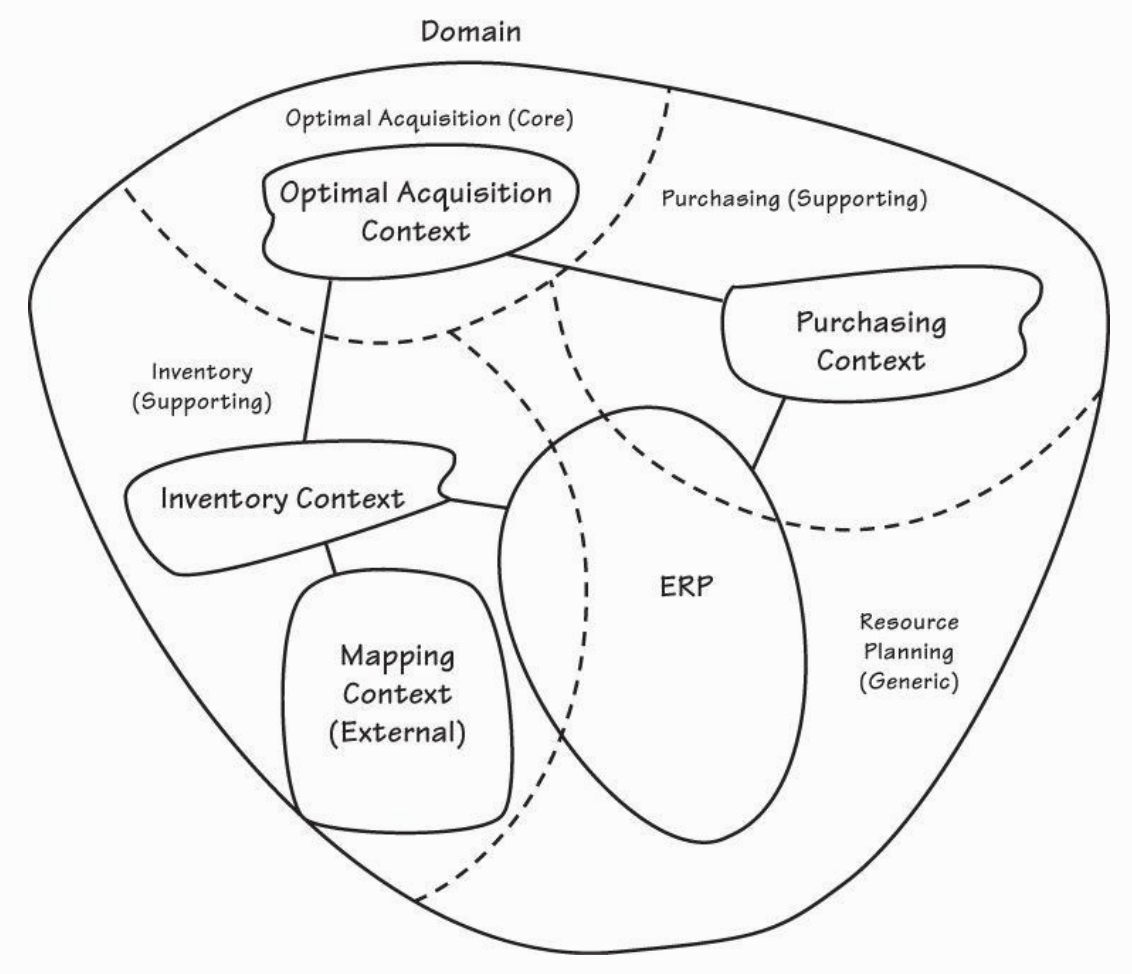 Domain
Optimal Acquisition (Core)
Optimal Acquisition
Context
Purchasing (Supporting)
Purchasing
Context
Inventory
(Supporting)
Inventory Context
ERP
Mapping
Context
(External)
Resource
Planning
(Generic)